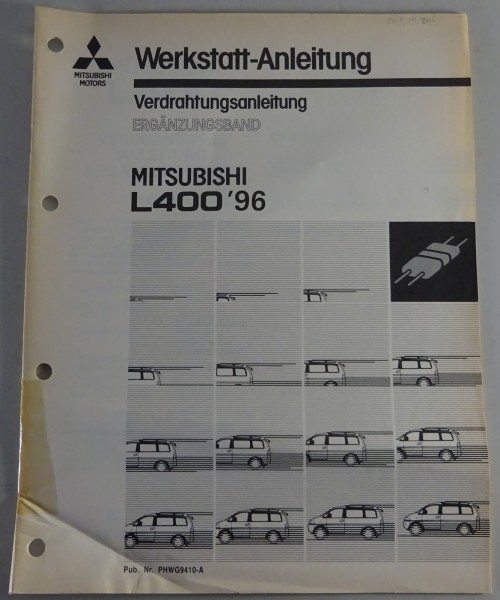 MITSUBISHI
MOTORS
Werkstatt-Anleitung
Verdrahtungsanleitung
ERGÄNZUNGSBAND
MITSUBISHI
L400 '96
Pub. Nr. PHWG9410-A